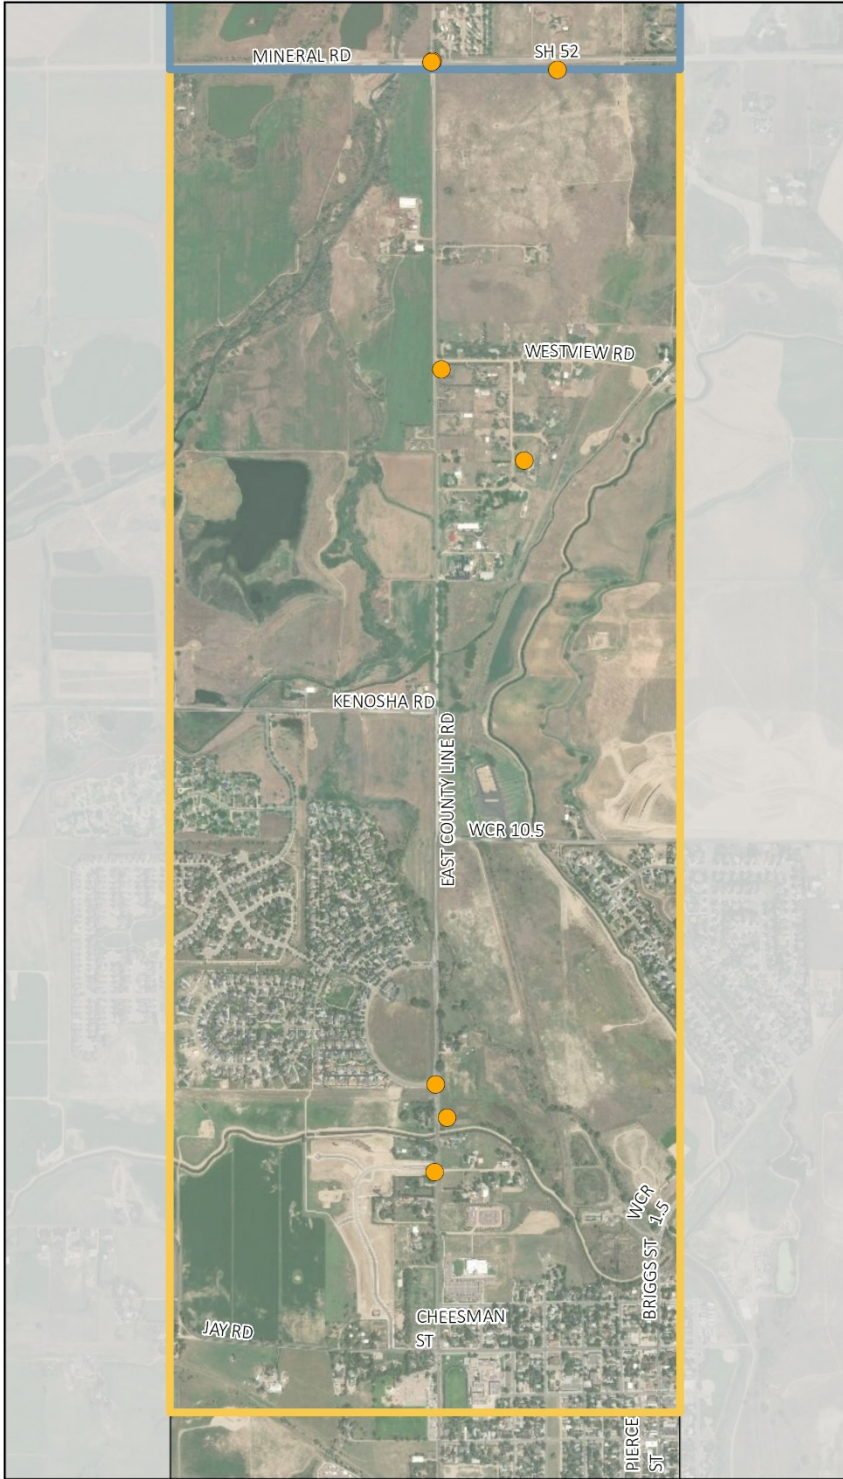 MINERAL RD
SH 52
WESTVIEW RD
KENOSHA RD
EAST COUNTY LINE RD
WCR 10.5
WCR
1.5
BRIGGS ST
CHEESMAN
ST
JAY RD
PIERCE
ST